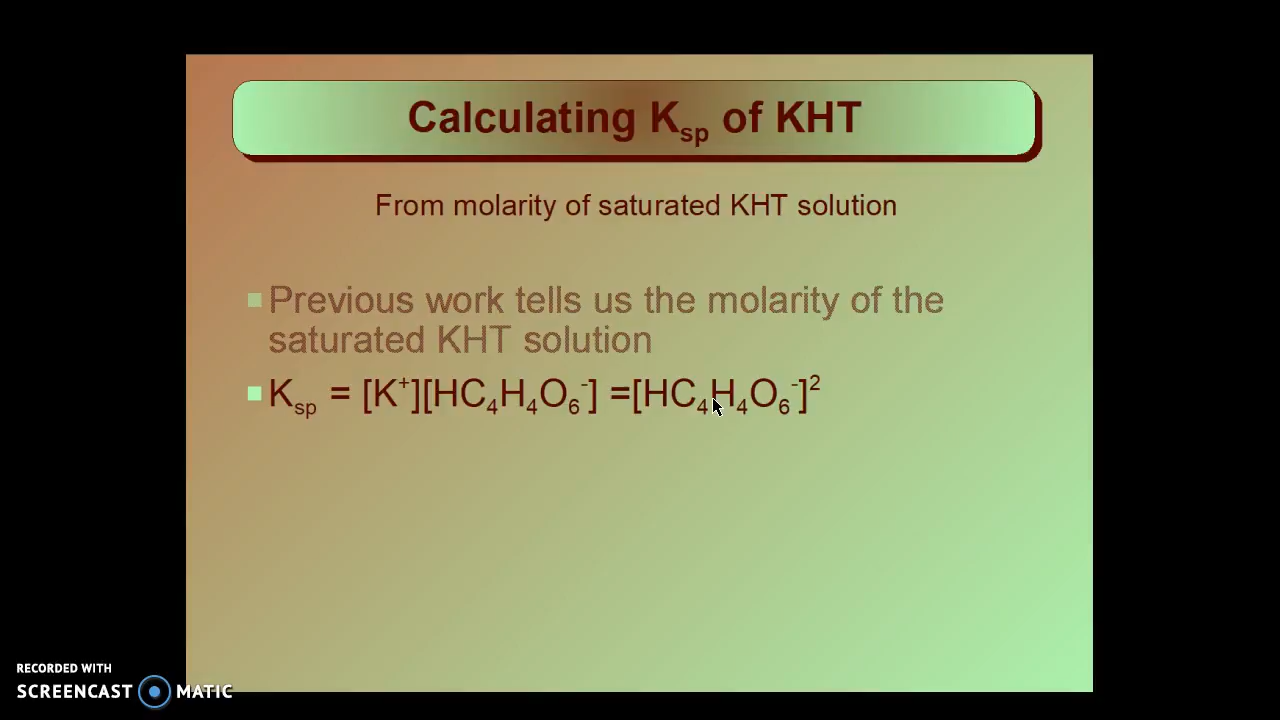 Calculating Ksp of KHT
From molarity of saturated KHT solution
Previous work tells us the molarity of the
saturated KHT solution
Ksp = [K⁺][HC₄H₄O₆⁻] =[HC₄H₄O₆⁻]²
RECORDED WITH
SCREENCAST MATIC